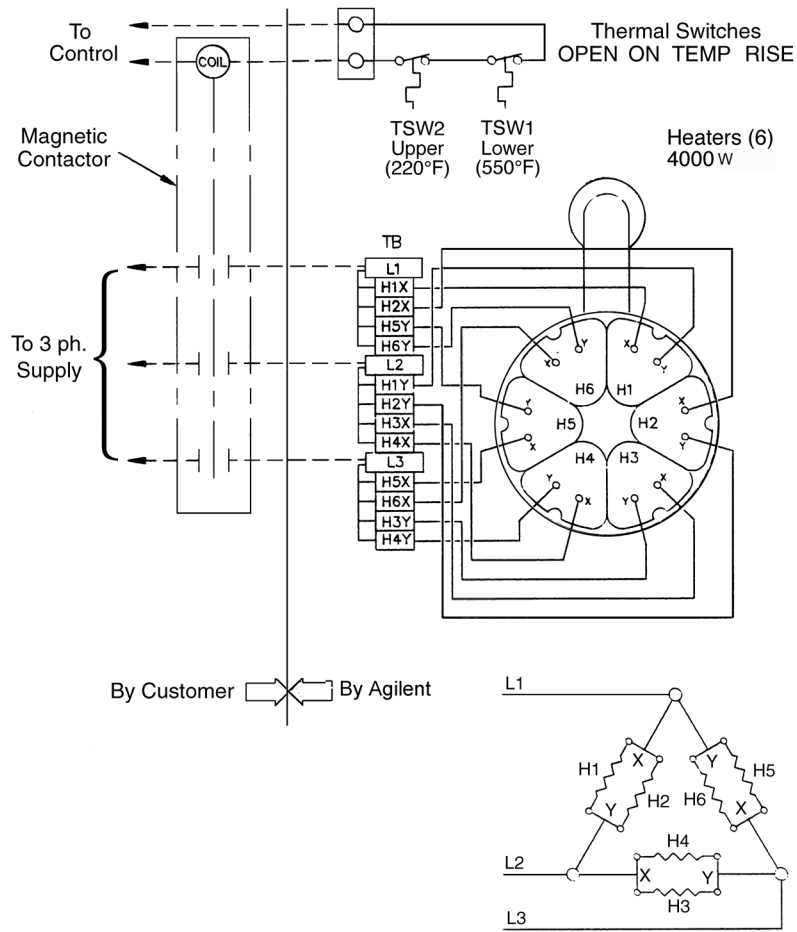 To
Control
COIL
Thermal Switches
OPEN ON TEMP RISE
Magnetic
Contactor
TSW2
Upper
(220°F)
TSW1
Lower
(550°F)
Heaters (6)
4000 W
TB
L1
H1X
H2X
H5Y
H6Y
L2
H1Y
H2Y
H3X
H4X
L3
H5X
H6X
H3Y
H4Y
To 3 ph.
Supply
X
Y
X
Y
H6
H1
Y
X
H5
H2
X
Y
H4
H3
Y
X
Y
X
By Customer
By Agilent
L1
H1
X
Y
H2
Y
H5
H6
X
H4
L2
X
Y
H3
L3